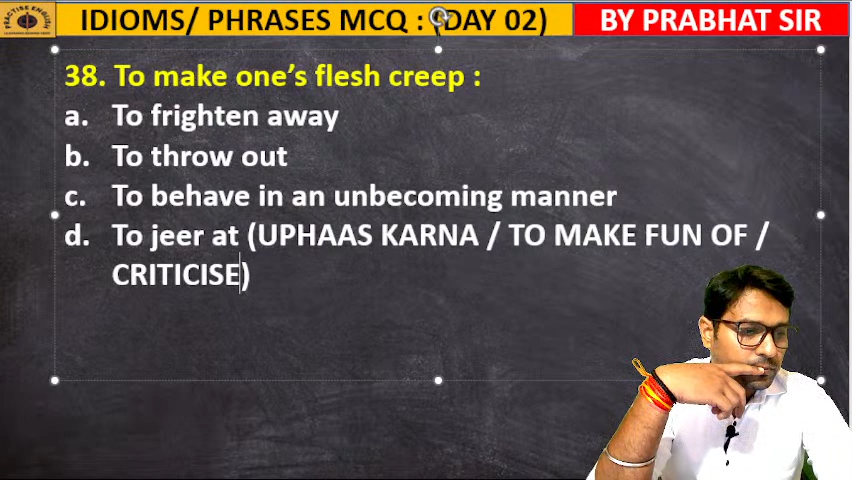 IDIOMS/ PHRASES MCQ : (DAY 02)
BY PRABHAT SIR
38. To make one’s flesh creep :
a. To frighten away
b. To throw out
c. To behave in an unbecoming manner
d. To jeer at (UPHAAS KARNA / TO MAKE FUN OF /
CRITICISE)